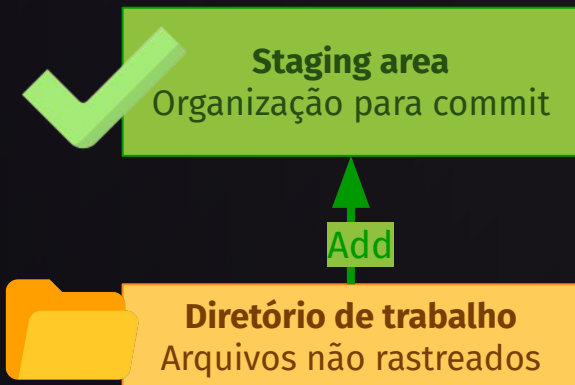 Staging area
Organização para commit
Add
Diretório de trabalho
Arquivos não rastreados